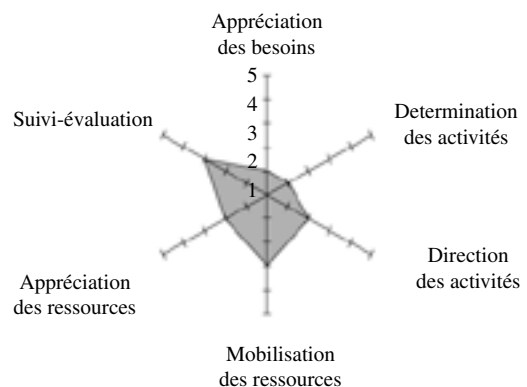 Appréciation
des besoins
5
4
3
2
1
Suivi-évaluation
Determination
des activités
Appréciation
des ressources
Direction
des activités
Mobilisation
des ressources